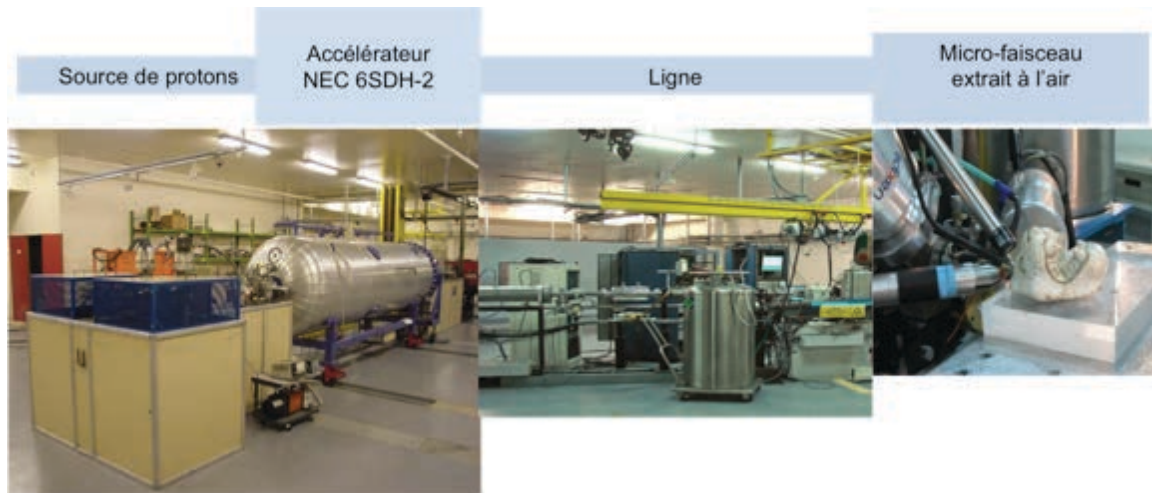 Source de protons
Accélérateur
NEC 6SDH-2
Ligne
Micro-faisceau
extrait à l'air